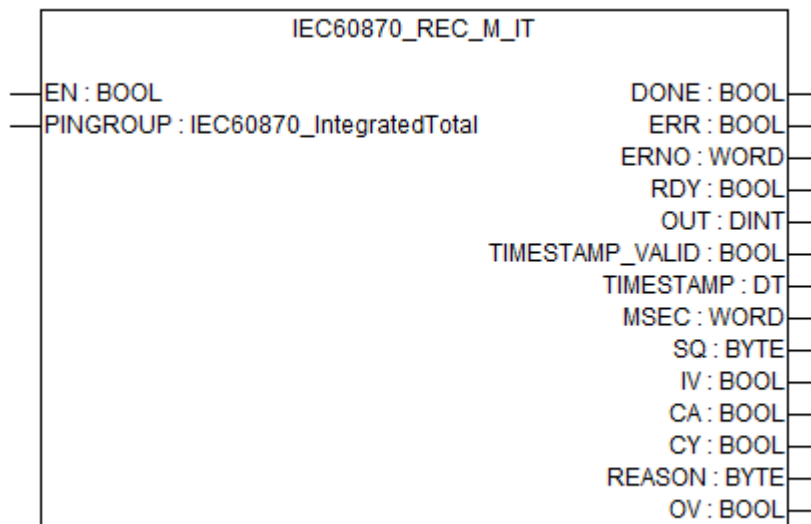 IEC60870_REC_M_IT
EN : BOOL DONE : BOOL
PINGROUP : IEC60870_IntegratedTotal ERR : BOOL
ERNO : WORD
RDY : BOOL
OUT : DINT
TIMESTAMP_VALID : BOOL
TIMESTAMP : DT
MSEC : WORD
SQ : BYTE
IV : BOOL
CA : BOOL
CY : BOOL
REASON : BYTE
OV : BOOL